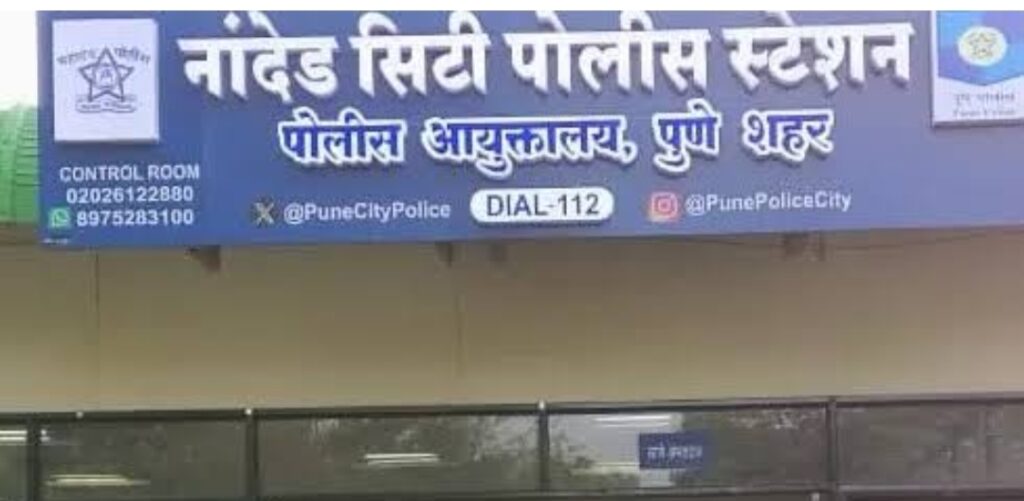 नांदेड सिटी पोलीस स्टेशन
पोलीस आयुक्तालय, पुणे शहर
CONTROL ROOM
02026122880
8975283100
@PuneCityPolice
DIAL-112
@PunePoliceCity